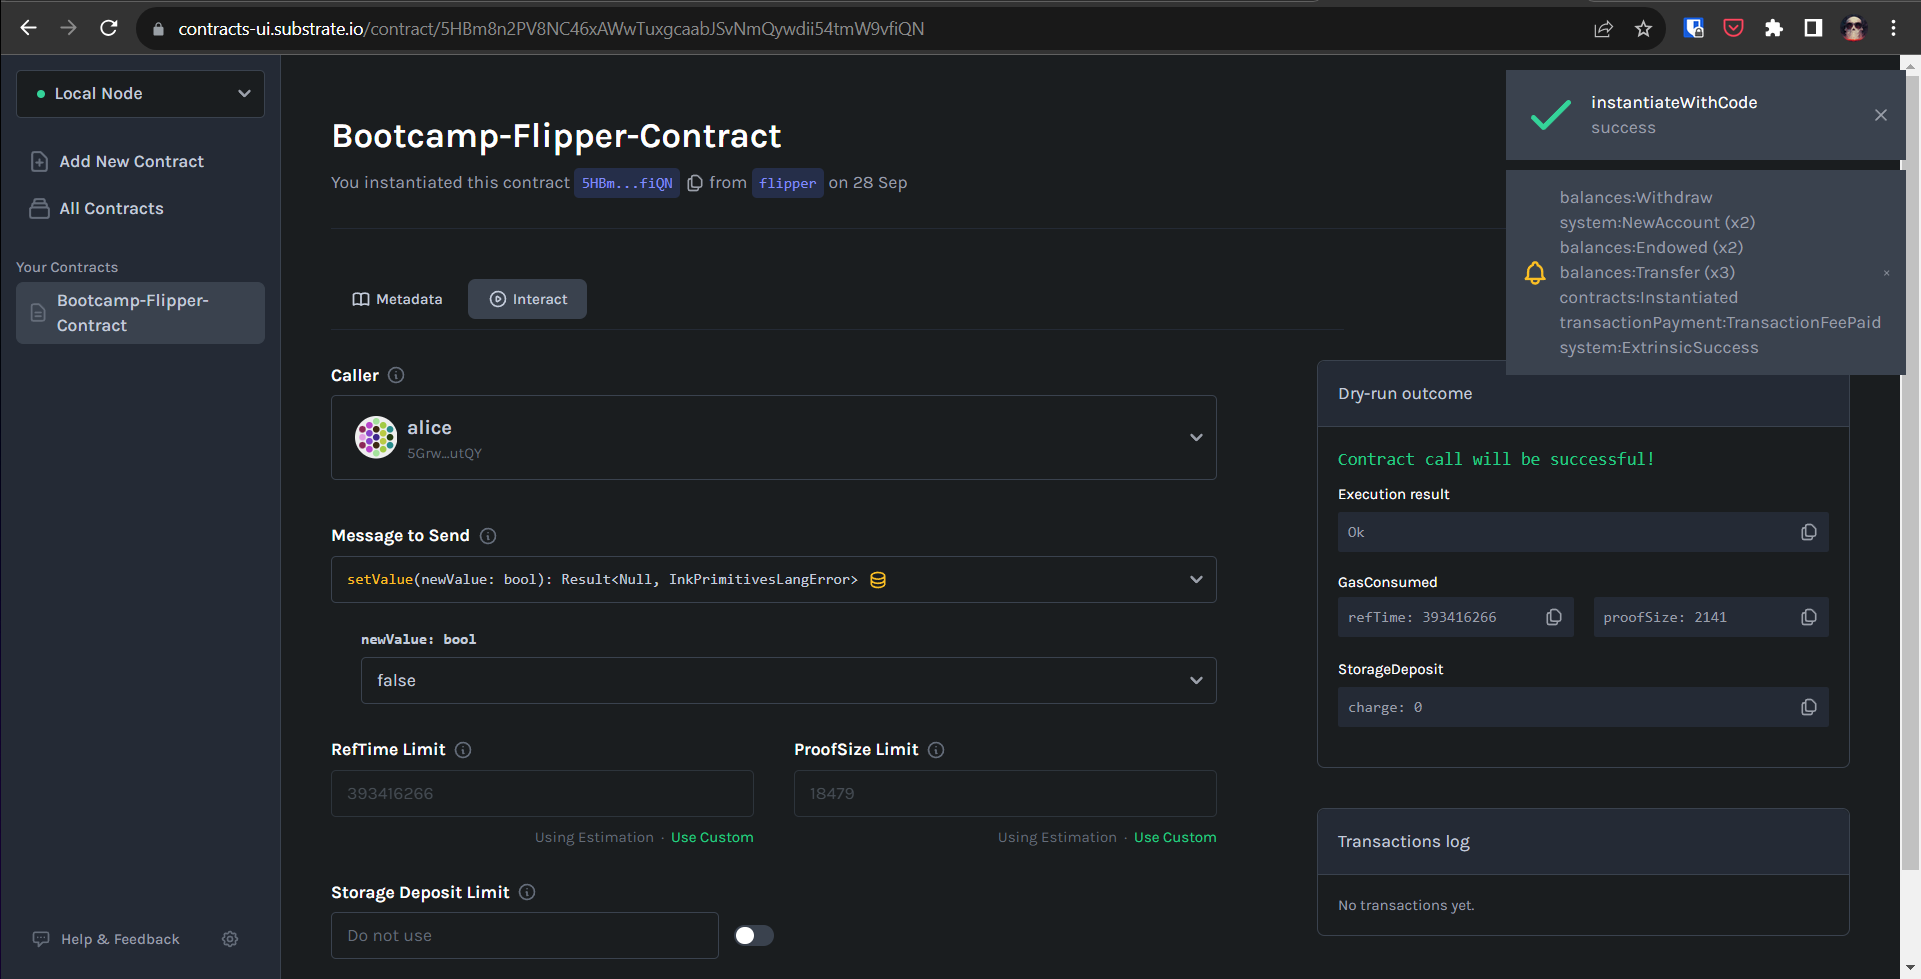 contracts-ui.substrate.io/contract/5HBm8n2PV8NC46xAWwTuxgcaabJSvNmQywdii54tmW9vfiQN
Local Node
Add New Contract
All Contracts
Your Contracts
Bootcamp-Flipper-
Contract
Help & Feedback
Bootcamp-Flipper-Contract
You instantiated this contract 5HBm...fiQN from flipper on 28 Sep
Metadata Interact
Caller
alice
5Grw...utQY
Message to Send
setValue(newValue: bool): Result<Null, InkPrimitivesLangError>
newValue: bool
false
RefTime Limit ProofSize Limit
393416266 18479
Using Estimation · Use Custom Using Estimation · Use Custom
Storage Deposit Limit
Do not use
instantiateWithCode
success
balances:Withdraw
system:NewAccount (x2)
balances:Endowed (x2)
balances:Transfer (x3)
contracts:Instantiated
transactionPayment:TransactionFeePaid
system:ExtrinsicSuccess
Dry-run outcome
Contract call will be successful!
Execution result
Ok
GasConsumed
refTime: 393416266 proofSize: 2141
StorageDeposit
charge: 0
Transactions log
No transactions yet.